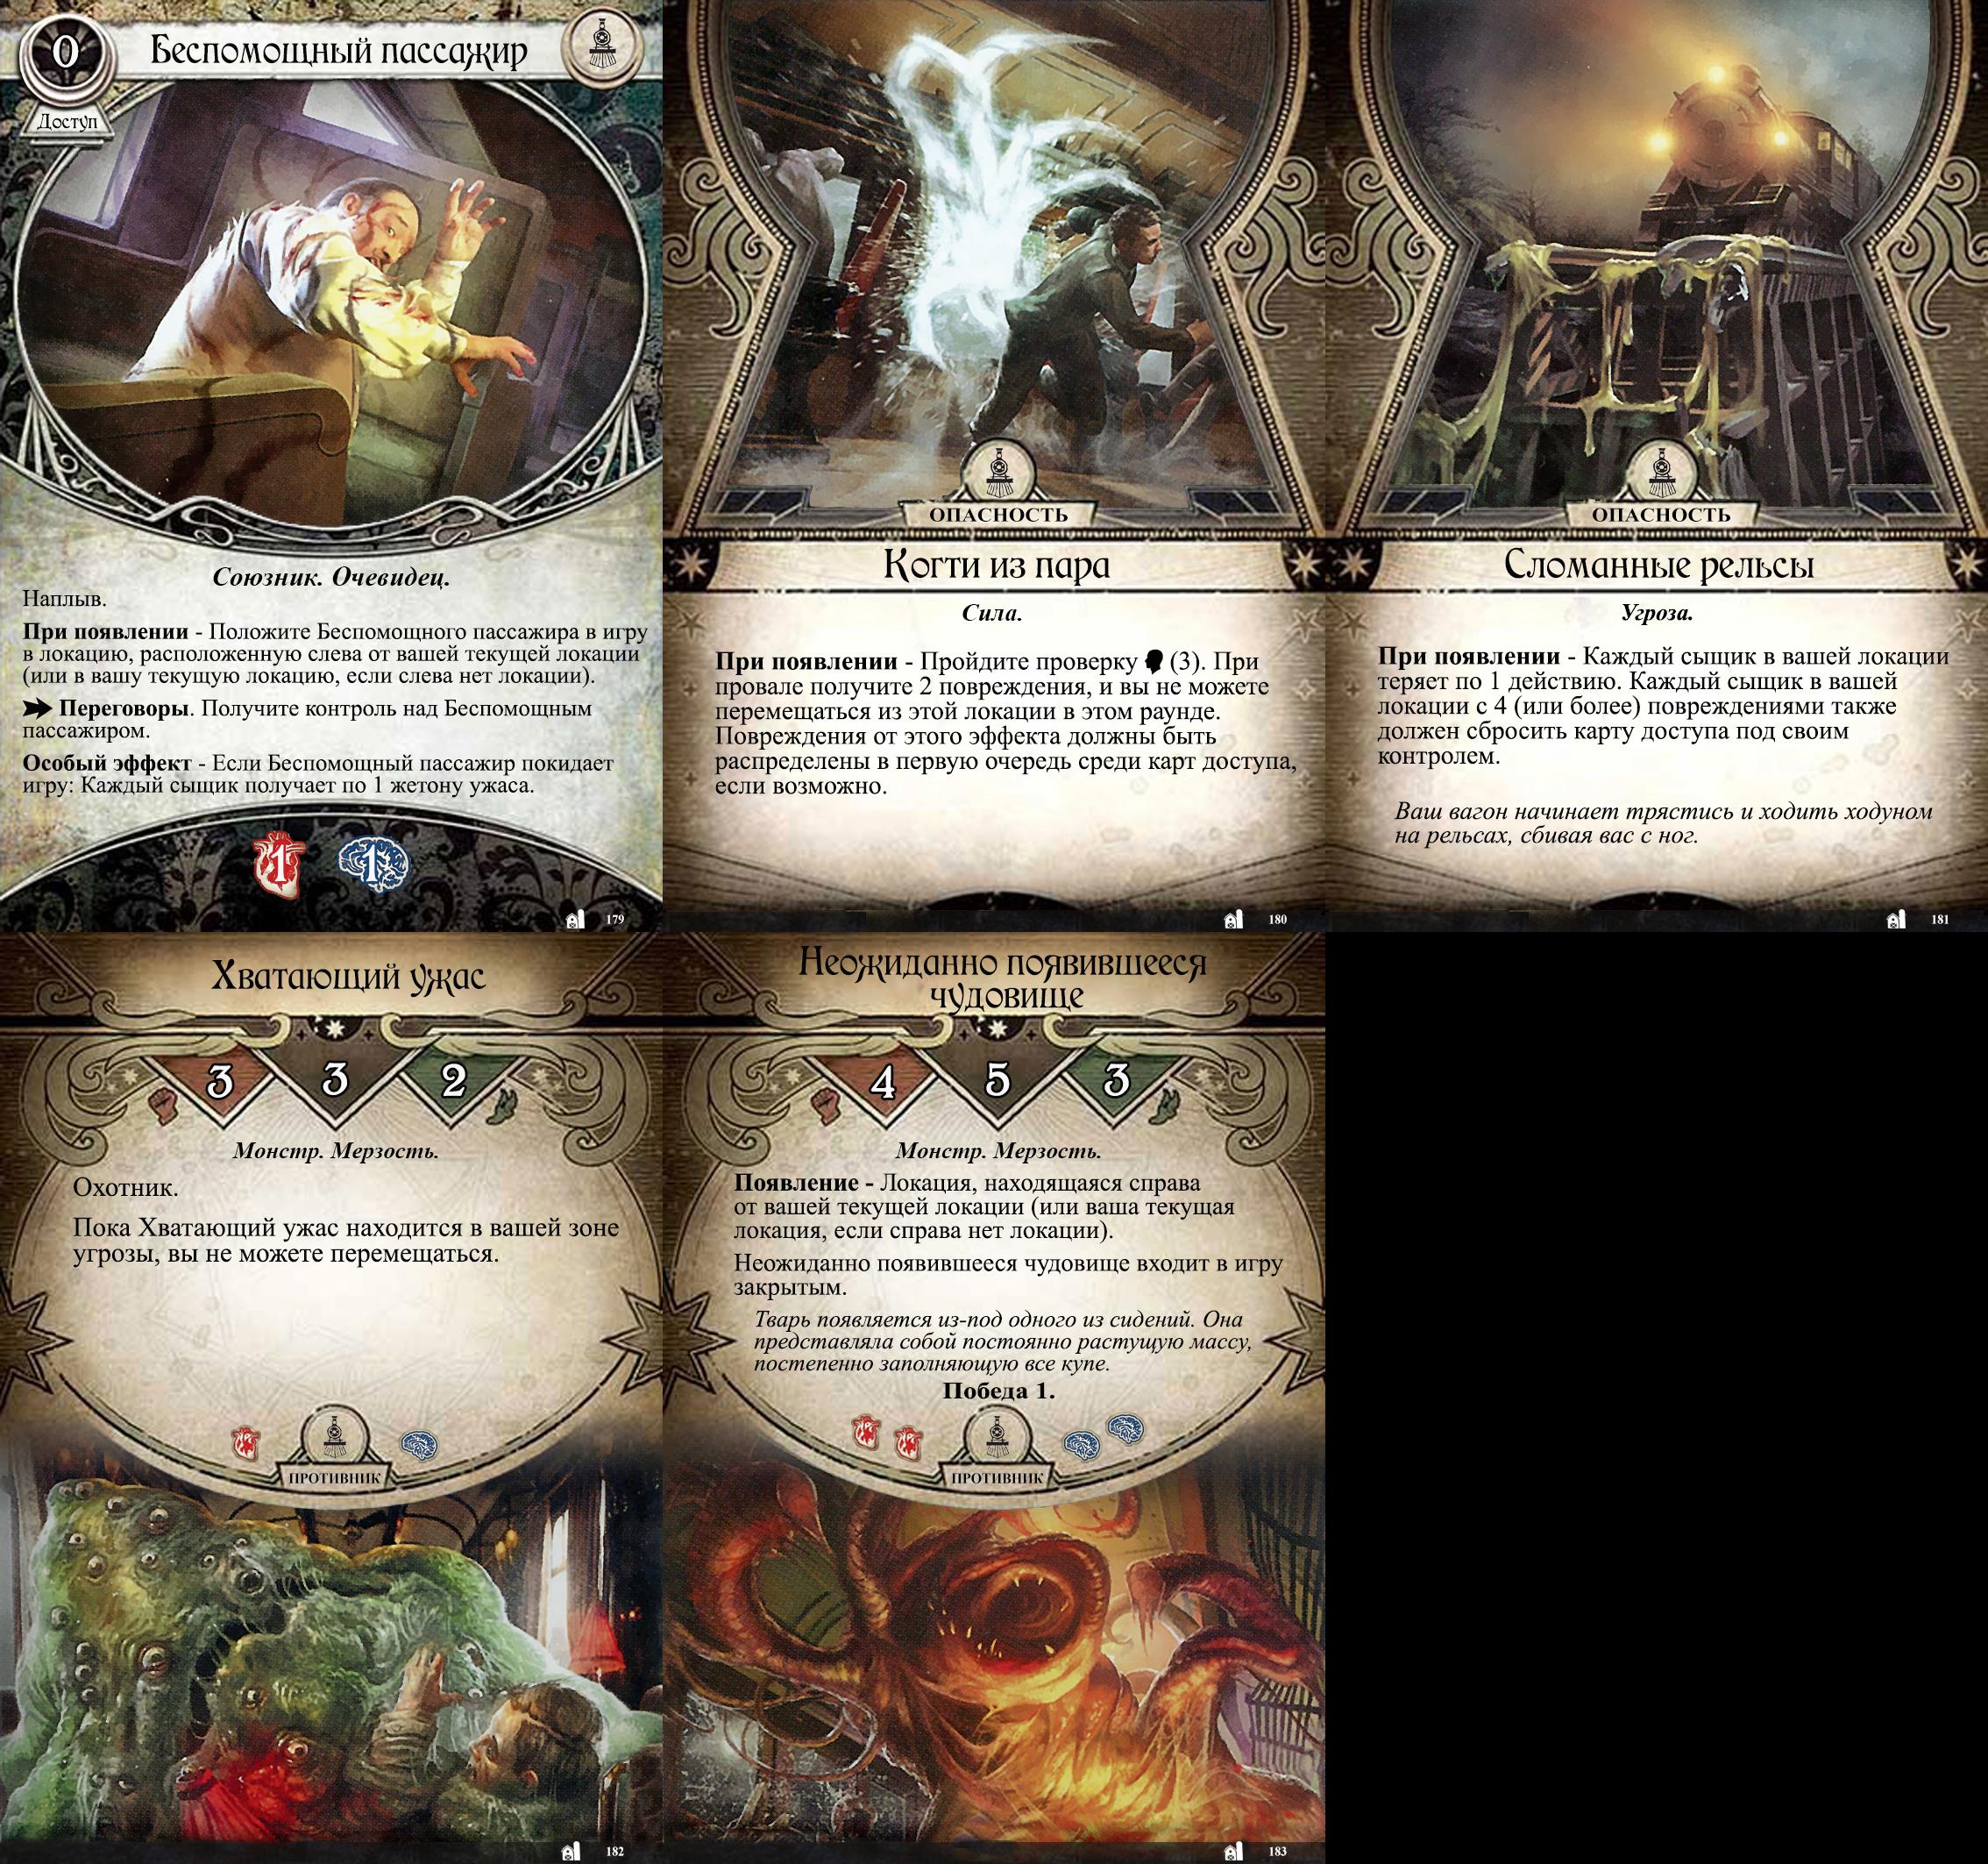 0
Беспомощный пассажир
Доступ
Союзник. Очевидец.
Наплыв.
При появлении - Положите Беспомощного пассажира в игру
в локацию, расположенную слева от вашей текущей локации
(или в вашу текущую локацию, если слева нет локации).
Переговоры. Получите контроль над Беспомощным
пассажиром.
Особый эффект - Если Беспомощный пассажир покидает
игру: Каждый сыщик получает по 1 жетону ужаса.
1 1
179
ОПАСНОСТЬ
Когти из пара
Сила.
При появлении - Пройдите проверку (3). При
провале получите 2 повреждения, и вы не можете
перемещаться из этой локации в этом раунде.
Повреждения от этого эффекта должны быть
распределены в первую очередь среди карт доступа,
если возможно.
180
ОПАСНОСТЬ
Сломанные рельсы
Угроза.
При появлении - Каждый сыщик в вашей локации
теряет по 1 действию. Каждый сыщик в вашей
локации с 4 (или более) повреждениями также
должен сбросить карту доступа под своим
контролем.
Ваш вагон начинает трястись и ходить ходуном
на рельсах, сбивая вас с ног.
181
Хватающий ужас
3 3 2
Монстр. Мерзость.
Охотник.
Пока Хватающий ужас находится в вашей зоне
угрозы, вы не можете перемещаться.
ПРОТИВНИК
182
Неожиданно появившееся
чудовище
4 5 3
Монстр. Мерзость.
Появление - Локация, находящаяся справа
от вашей текущей локации (или ваша текущая
локация, если справа нет локации).
Неожиданно появившееся чудовище входит в игру
закрытым.
Тварь появляется из-под одного из сидений. Она
представляла собой постоянно растущую массу,
постепенно заполняющую все купе.
Победа 1.
ПРОТИВНИК
183